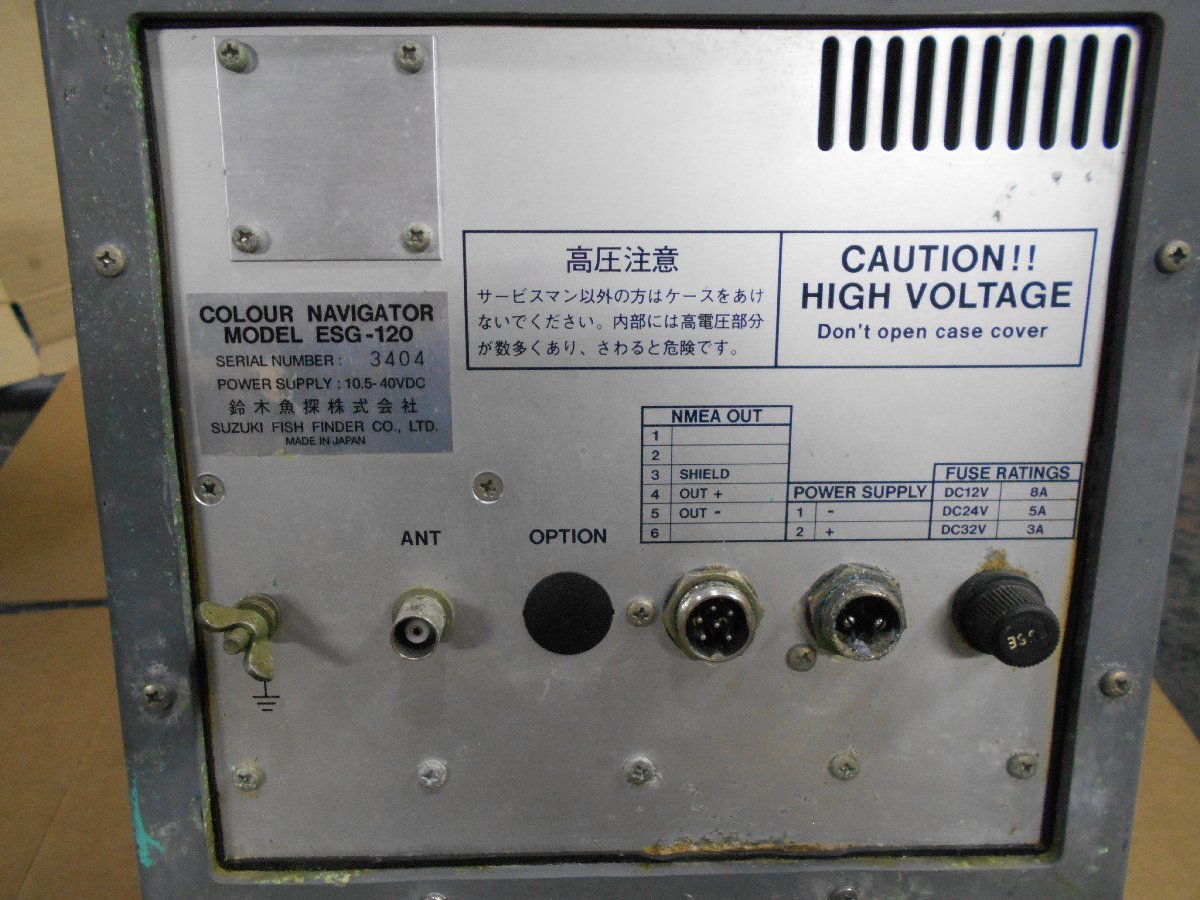 高圧注意
サービスマン以外の方はケースをあけ
ないでください。内部には高電圧部分
が数多くあり、さわると危険です。
CAUTION!!
HIGH VOLTAGE
Don't open case cover
COLOUR NAVIGATOR
MODEL ESG-120
SERIAL NUMBER: 3404
POWER SUPPLY : 10.5-40VDC
鈴木魚探株式会社
SUZUKI FISH FINDER CO., LTD.
MADE IN JAPAN
NMEA OUT
1
2
3 SHIELD
4 OUT +
5 OUT -
6
POWER SUPPLY
1 -
2 +
FUSE RATINGS
DC12V 8A
DC24V 5A
DC32V 3A
ANT
OPTION